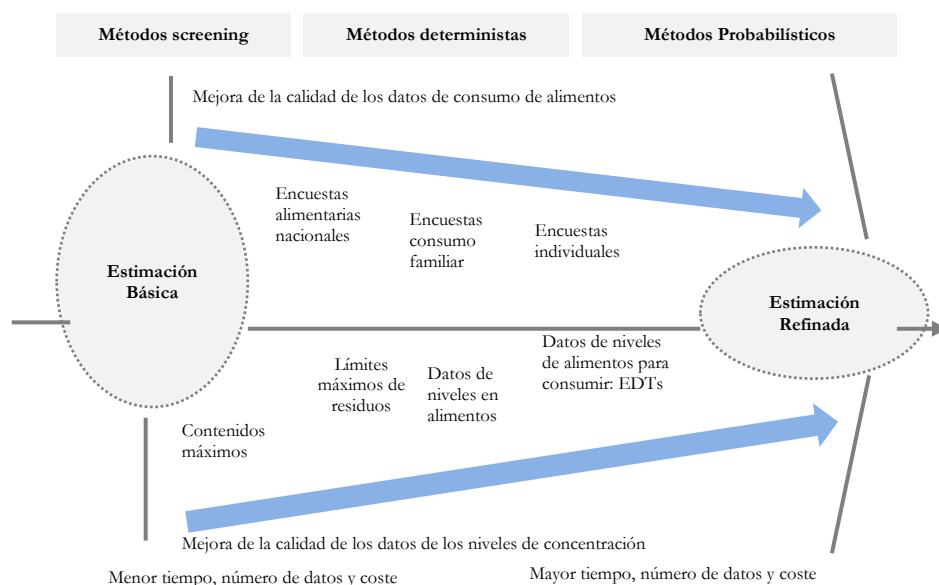 Métodos screening
Métodos deterministas
Métodos Probabilísticos
Mejora de la calidad de los datos de consumo de alimentos
Encuestas
alimentarias
nacionales
Encuestas
consumo
familiar
Encuestas
individuales
Estimación
Básica
Estimación
Refinada
Límites
máximos de
residuos
Datos de
niveles en
alimentos
Datos de niveles
de alimentos para
consumir: EDTs
Contenidos
máximos
Mejora de la calidad de los datos de los niveles de concentración
Menor tiempo, número de datos y coste
Mayor tiempo, número de datos y coste